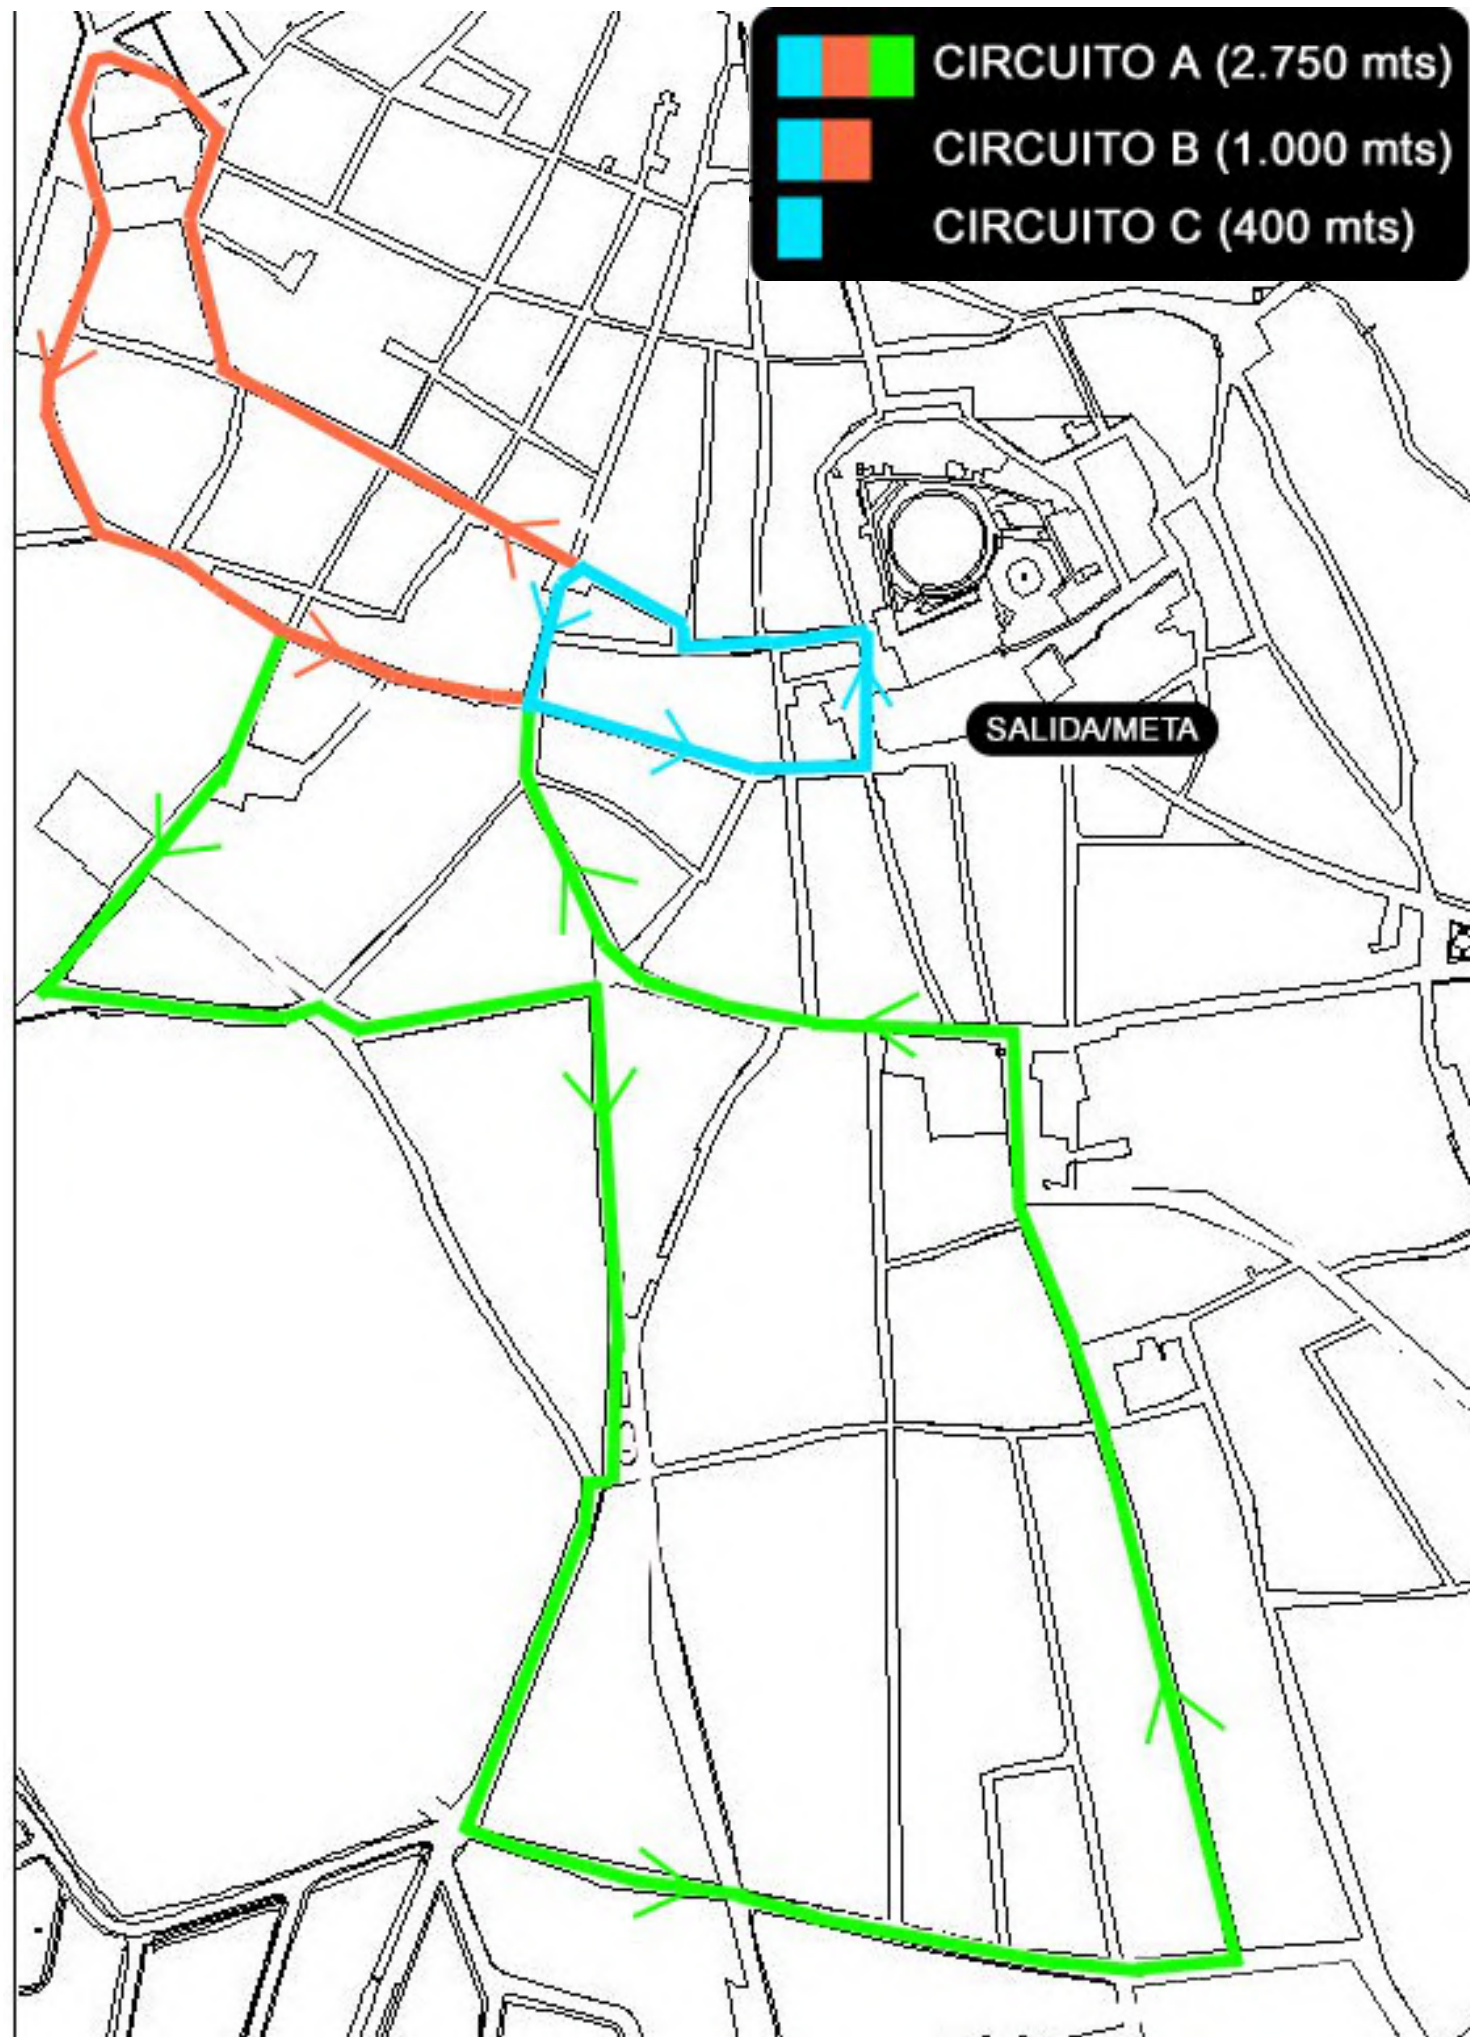 CIRCUITO A (2.750 mts)
CIRCUITO B (1.000 mts)
CIRCUITO C (400 mts)
SALIDA/META